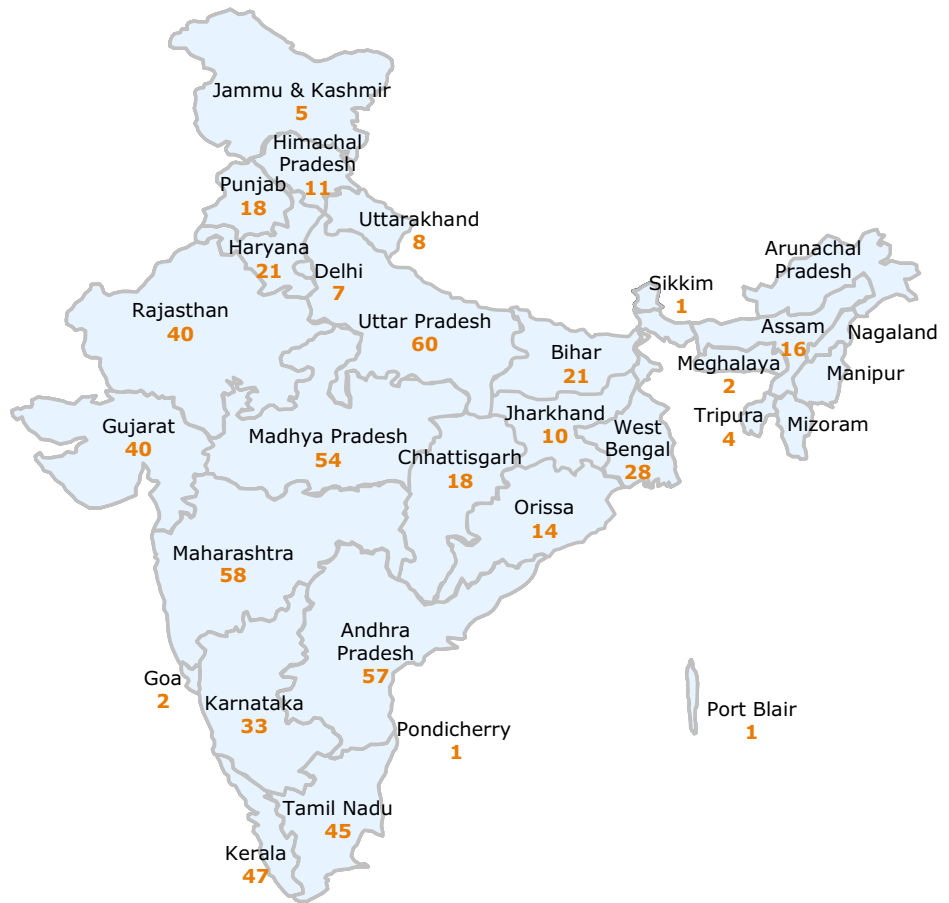 Jammu & Kashmir
5
Himachal
Pradesh
11
Punjab
18
Uttarakhand
8
Haryana
21
Delhi
7
Arunachal
Pradesh
Sikkim
1
Rajasthan
40
Uttar Pradesh
60
Assam
16
Nagaland
Bihar
21
Meghalaya
2
Manipur
Jharkhand
10
Tripura
4
Mizoram
Gujarat
40
Madhya Pradesh
54
West
Bengal
28
Chhattisgarh
18
Orissa
14
Maharashtra
58
Andhra
Pradesh
57
Goa
2
Karnataka
33
Pondicherry
1
Port Blair
1
Tamil Nadu
45
Kerala
47